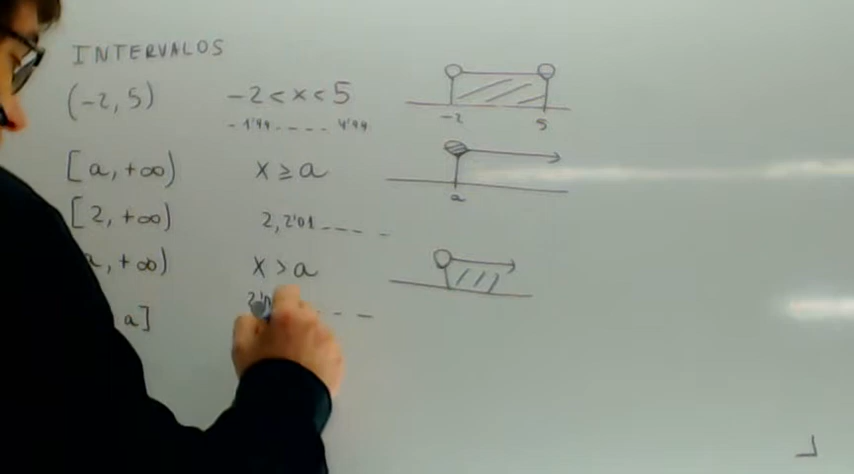 INTERVALOS
(-2, 5) -2 < x < 5 -2 5
-1'99 - - - - 4'99
[a, +∞) x ≥ a a
[2, +∞) 2, 2'01 - - - -
, +∞) x > a
a] - -